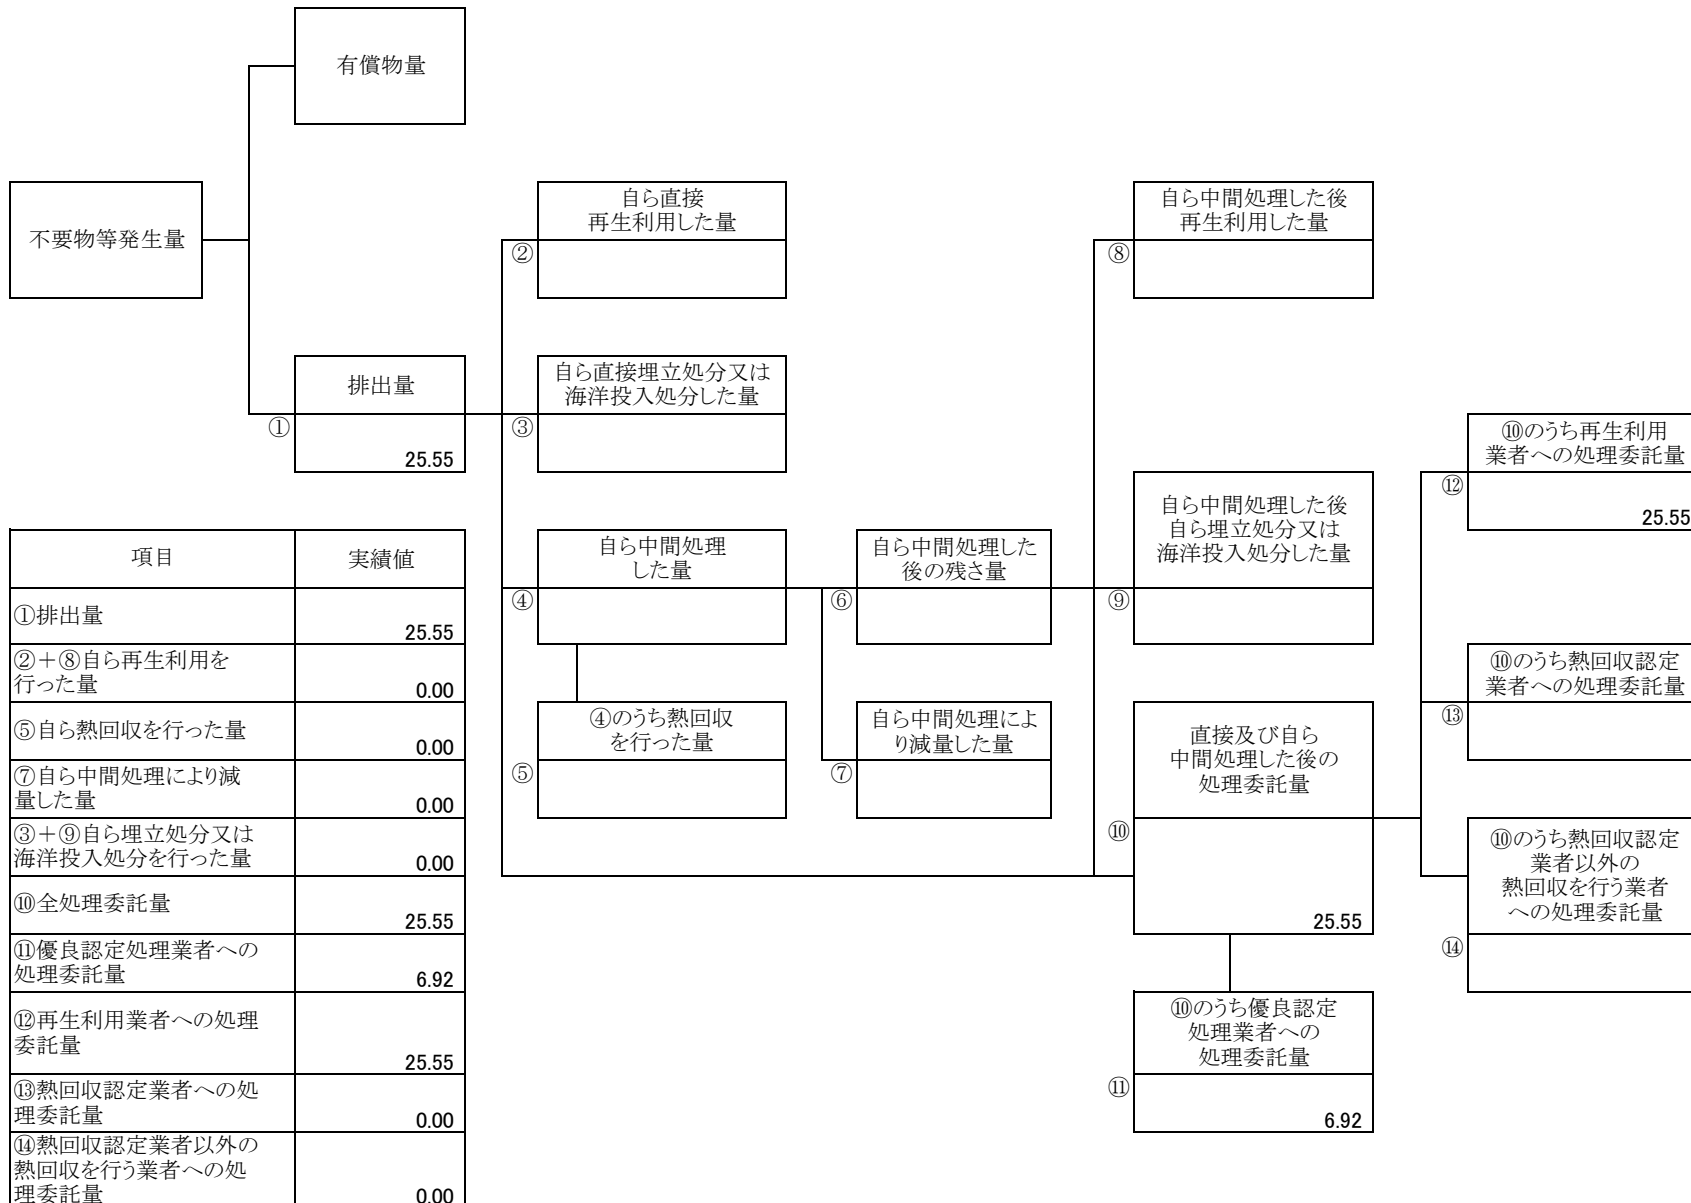 有償物量
不要物等発生量
自ら直接
再生利用した量
②
自ら中間処理した後
再生利用した量
⑧
排出量
①
25.55
自ら直接埋立処分又は
海洋投入処分した量
③
⑩のうち再生利用
業者への処理委託量
⑫
25.55
自ら中間処理
した量
④
自ら中間処理した
後の残さ量
⑥
自ら中間処理した後
自ら埋立処分又は
海洋投入処分した量
⑨
④のうち熱回収
を行った量
⑤
自ら中間処理によ
り減量した量
⑦
直接及び自ら
中間処理した後の
処理委託量
⑩
25.55
⑩のうち熱回収認定
業者への処理委託量
⑬
⑩のうち熱回収認定
業者以外の
熱回収を行う業者
への処理委託量
⑭
⑩のうち優良認定
処理業者への
処理委託量
⑪
6.92
項目 実績値
①排出量
25.55
②＋⑧自ら再生利用を
行った量
0.00
⑤自ら熱回収を行った量
0.00
⑦自ら中間処理により減
量した量
0.00
③＋⑨自ら埋立処分又は
海洋投入処分を行った量
0.00
⑩全処理委託量
25.55
⑪優良認定処理業者への
処理委託量
6.92
⑫再生利用業者への処理
委託量
25.55
⑬熱回収認定業者への処
理委託量
0.00
⑭熱回収認定業者以外の
熱回収を行う業者への処
理委託量
0.00